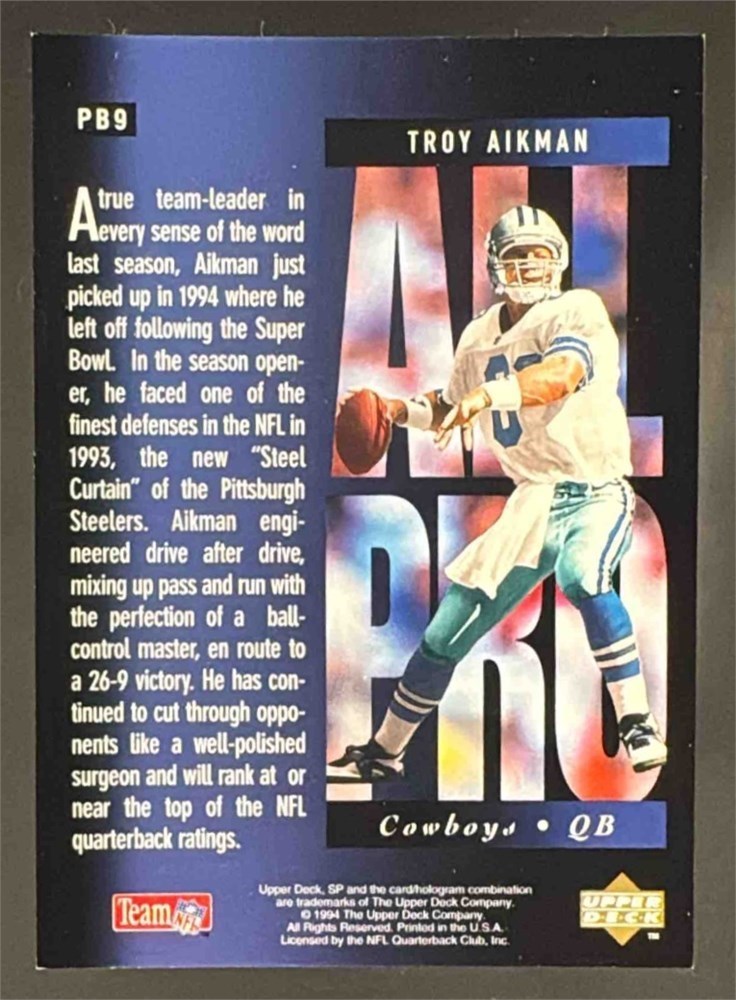 PB9
TROY AIKMAN
A true team-leader in
every sense of the word
last season, Aikman just
picked up in 1994 where he
left off following the Super
Bowl. In the season open-
er, he faced one of the
finest defenses in the NFL in
1993, the new "Steel
Curtain" of the Pittsburgh
Steelers. Aikman engi-
neered drive after drive,
mixing up pass and run with
the perfection of a ball-
control master, en route to
a 26-9 victory. He has con-
tinued to cut through oppo-
nents like a well-polished
surgeon and will rank at or
near the top of the NFL
quarterback ratings.
ALL
PRO
8
Cowboys • QB
Team NFL
Upper Deck, SP and the card/hologram combination
are trademarks of The Upper Deck Company.
© 1994 The Upper Deck Company.
All Rights Reserved. Printed in the U.S.A.
Licensed by the NFL Quarterback Club, Inc.
UPPER
D·E·C·K
TM